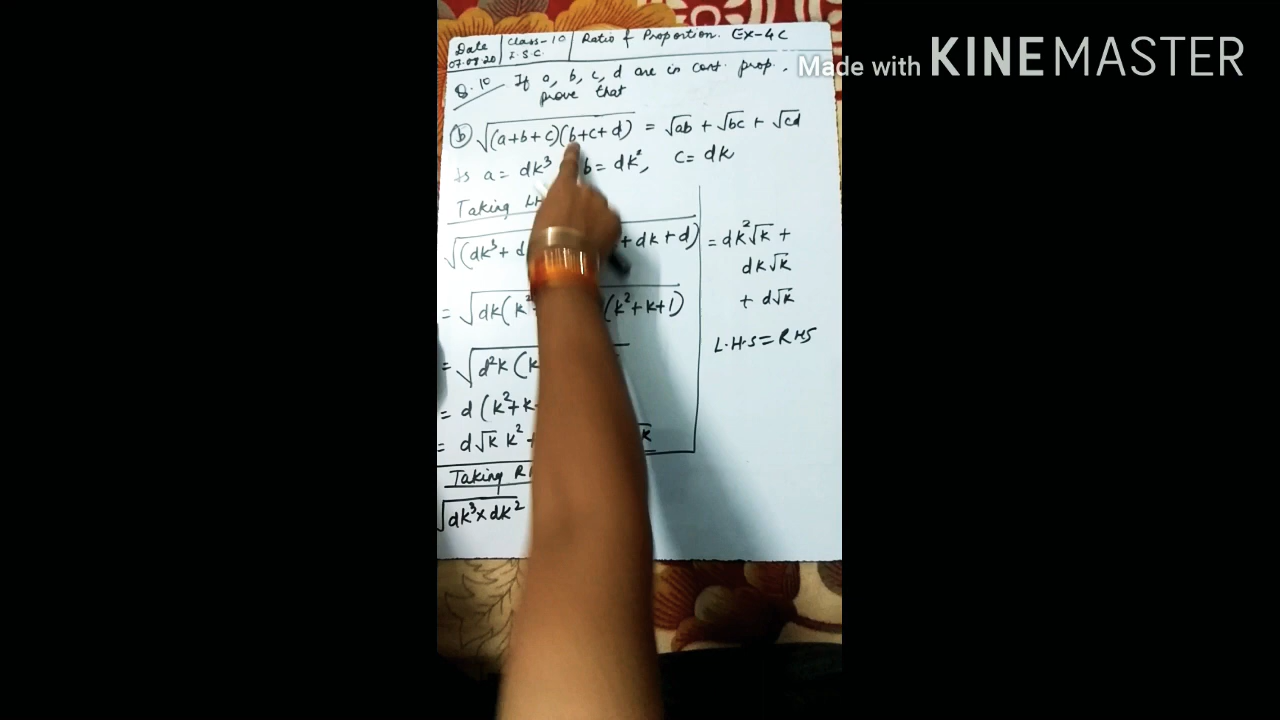 Made with KINEMASTER
Date 07.08.20 | Class-10 I.S.C. | Ratio & Proportion. Ex-4C
Q.10 If a, b, c, d are in cont. prop.,
prove that
(b) √(a+b+c)(b+c+d) = √ab + √bc + √cd
a = dk³ b = dk², c = dk
Taking
√(dk³ + +dk+d)
= √dk(k² (k²+k+1)
= √d²k (k
= d (k²+k
= d√k k²+ k
Taking
√dk³×dk²
= dk²√k +
dk√k
+ d√k
L.H.S = RHS